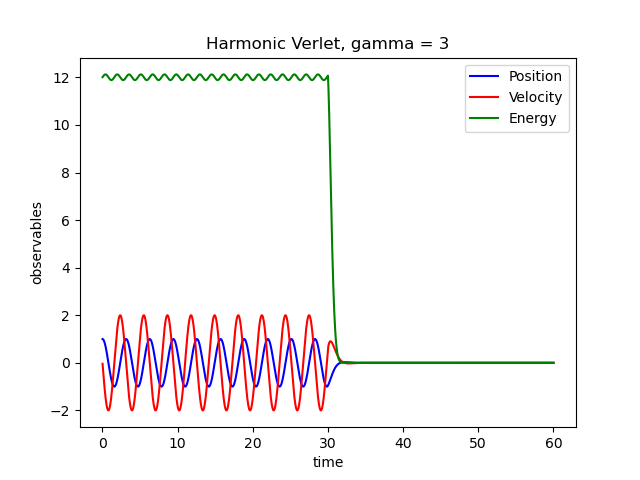 Harmonic Verlet, gamma = 3
Position
Velocity
Energy
observables
12
10
8
6
4
2
0
−2
0 10 20 30 40 50 60
time